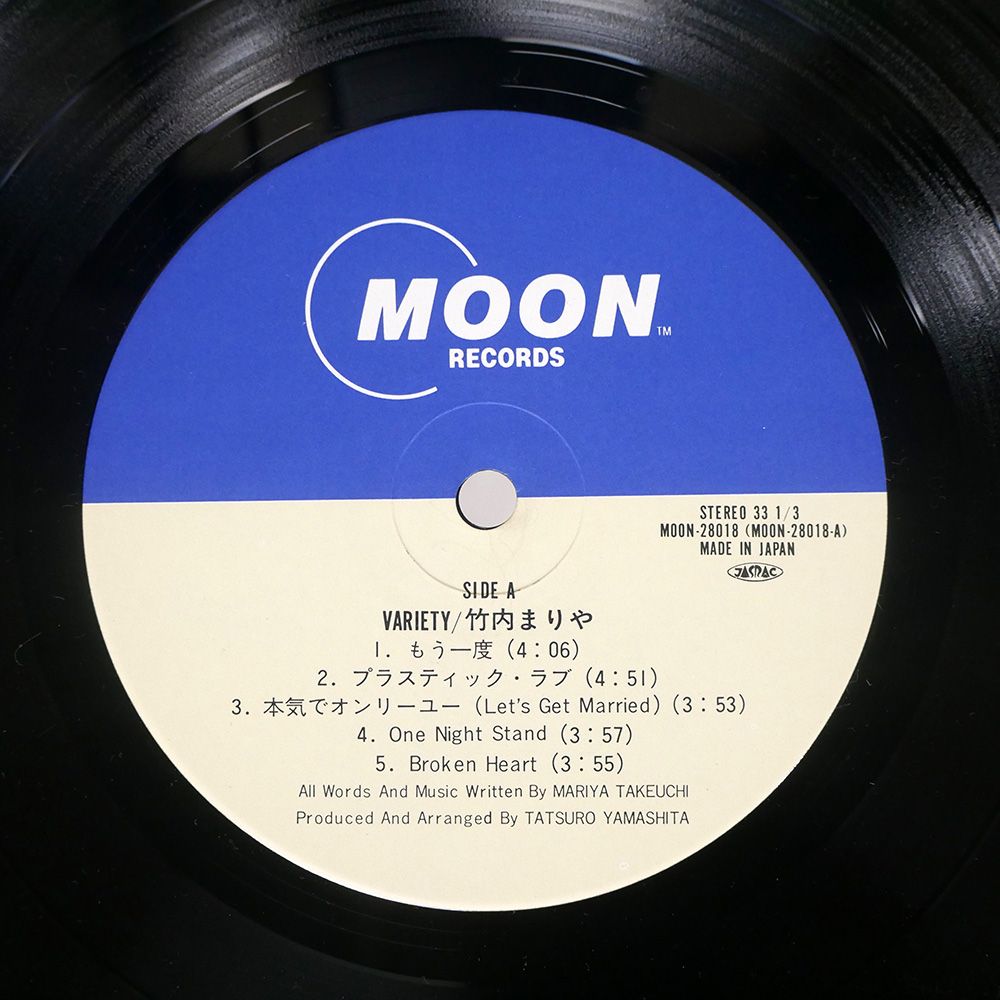 MOON TM
RECORDS
STEREO 33 1/3
MOON-28018 (MOON-28018-A)
MADE IN JAPAN
JASRAC
SIDE A
VARIETY/竹内まりや
1. もう一度 (4:06)
2. プラスティック・ラブ (4:51)
3. 本気でオンリーユー (Let's Get Married) (3:53)
4. One Night Stand (3:57)
5. Broken Heart (3:55)
All Words And Music Written By MARIYA TAKEUCHI
Produced And Arranged By TATSURO YAMASHITA